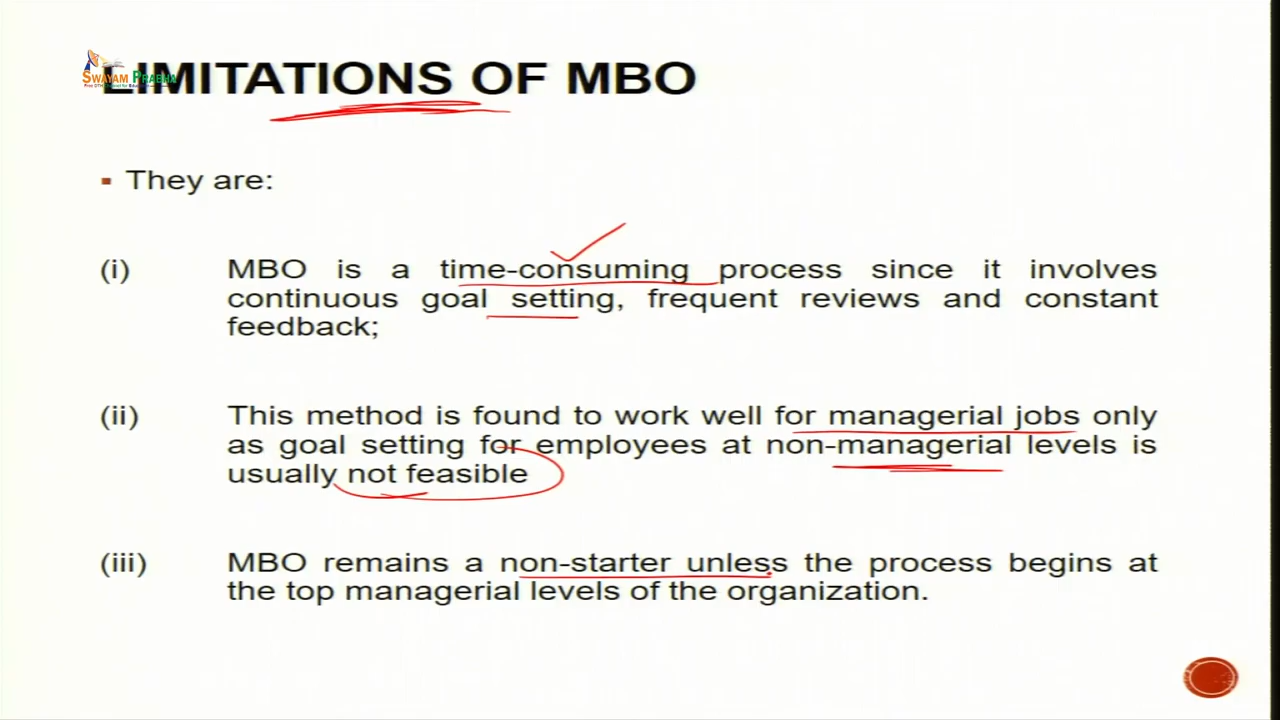 LIMITATIONS OF MBO
SWAYAM PRABHA
They are:
(i) MBO is a time-consuming process since it involves
continuous goal setting, frequent reviews and constant
feedback;
(ii) This method is found to work well for managerial jobs only
as goal setting for employees at non-managerial levels is
usually not feasible
(iii) MBO remains a non-starter unless the process begins at
the top managerial levels of the organization.